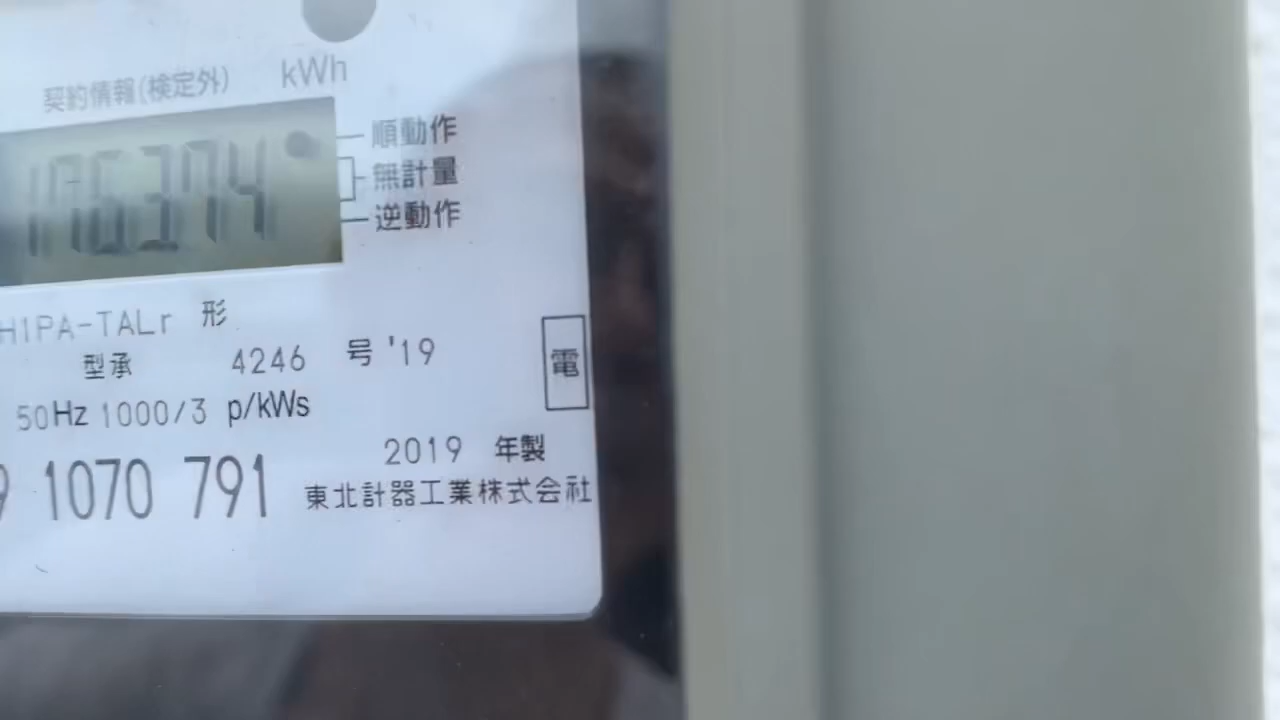 契約情報(検定外) kWh
順動作
無計量
逆動作
H1PA-TALr 形
型承 4246 号 '19
電
50Hz 1000/3 p/kWs
1070 791
2019 年製
東北計器工業株式会社